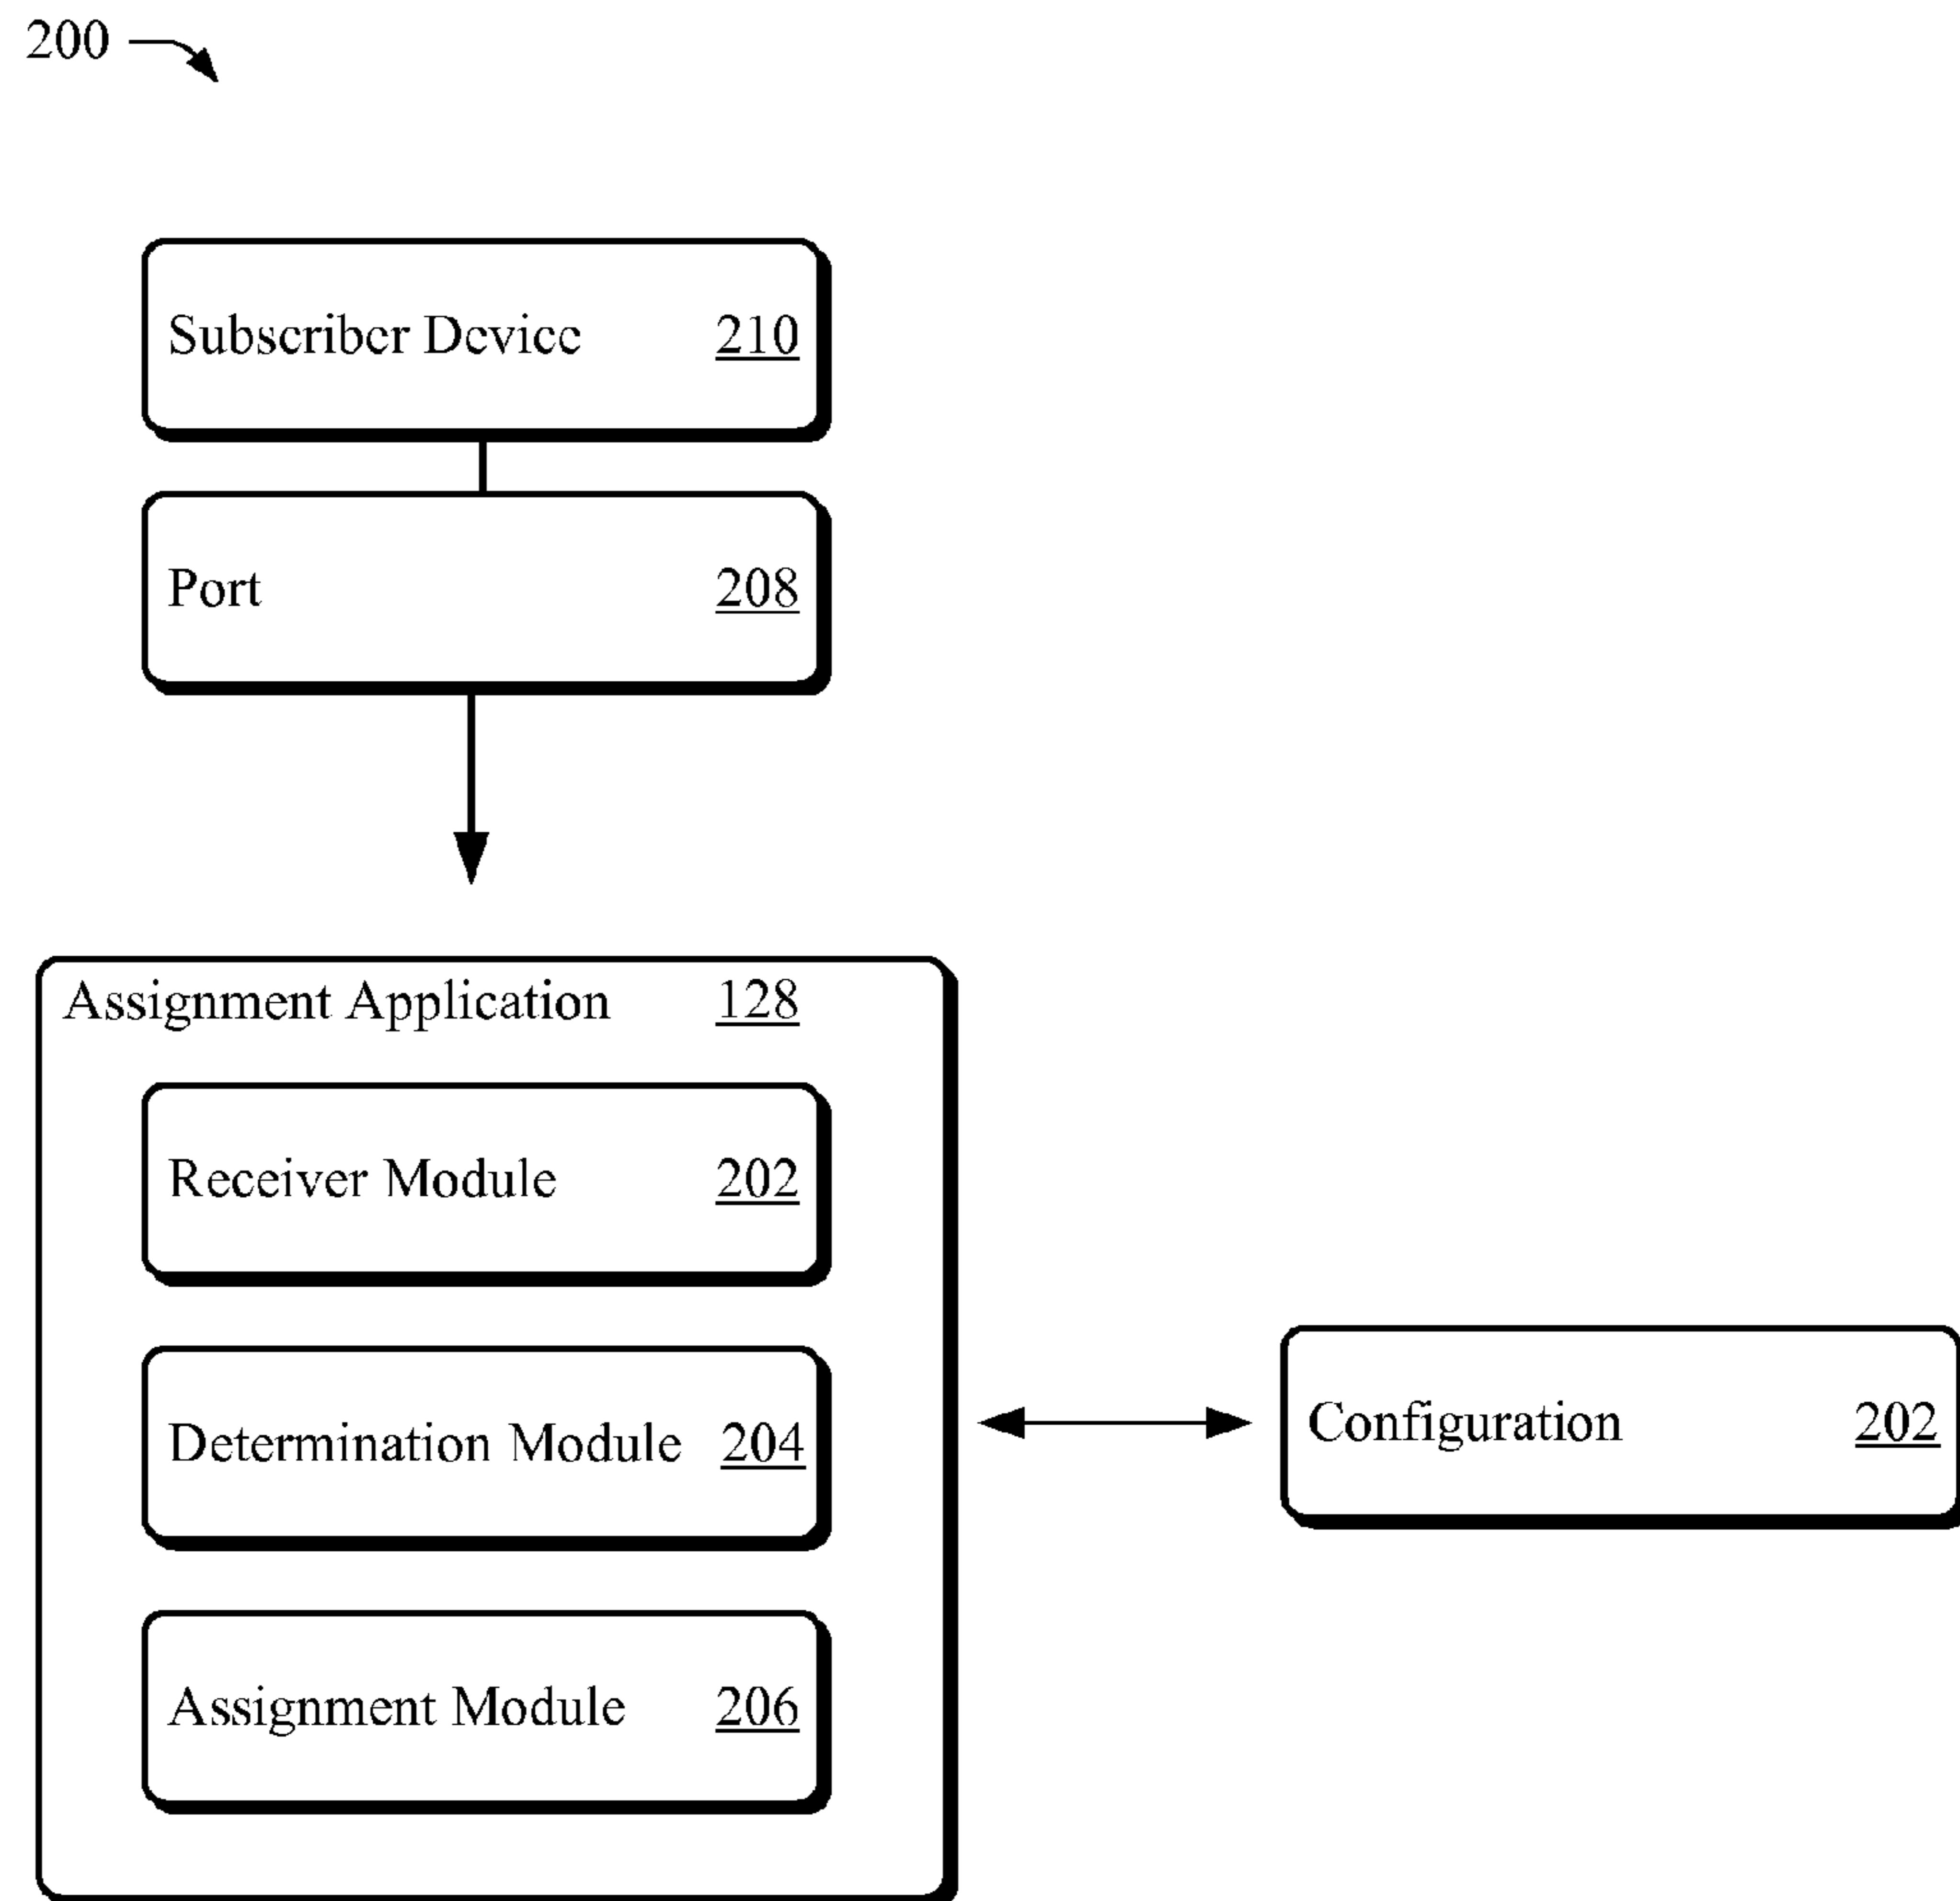 200
Subscriber Device 210
Port 208
Assignment Application 128
Receiver Module 202
Determination Module 204
Configuration 202
Assignment Module 206